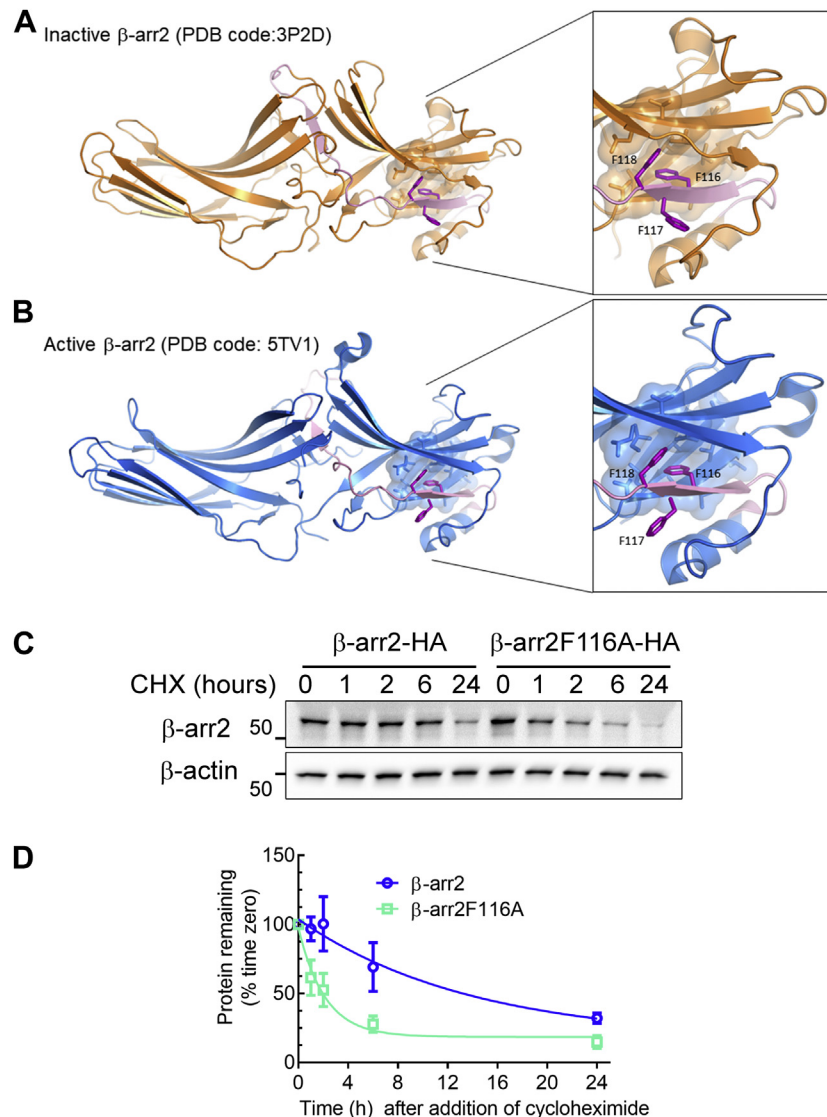 A
Inactive β-arr2 (PDB code:3P2D)
F118
F116
F117
B
Active β-arr2 (PDB code: 5TV1)
F118
F116
F117
C
β-arr2-HA β-arr2F116A-HA
CHX (hours) 0 1 2 6 24 0 1 2 6 24
β-arr2 50
β-actin 50
D
Protein remaining
(% time zero)
150
100
50
0
β-arr2
β-arr2F116A
0 4 8 12 16 20 24
Time (h) after addition of cycloheximide